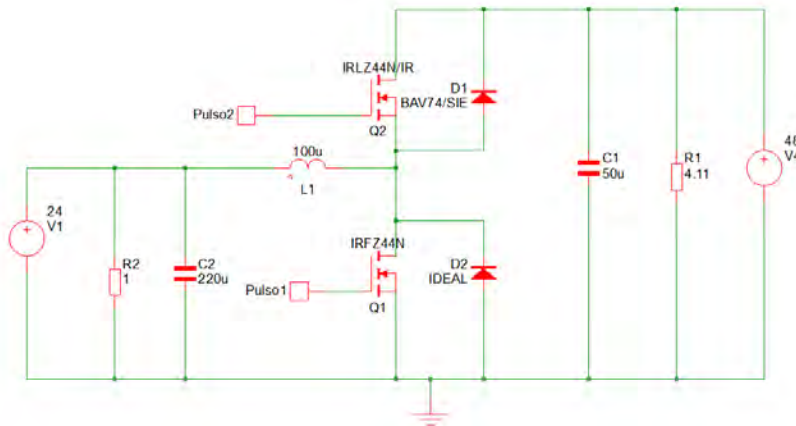 IRLZ44N/IR
D1
BAV74/SIE
Pulso2
Q2
100u
L1
C1
50u
R1
4.11
V4
24
V1
IRFZ44N
R2
1
C2
220u
D2
IDEAL
Pulso1
Q1